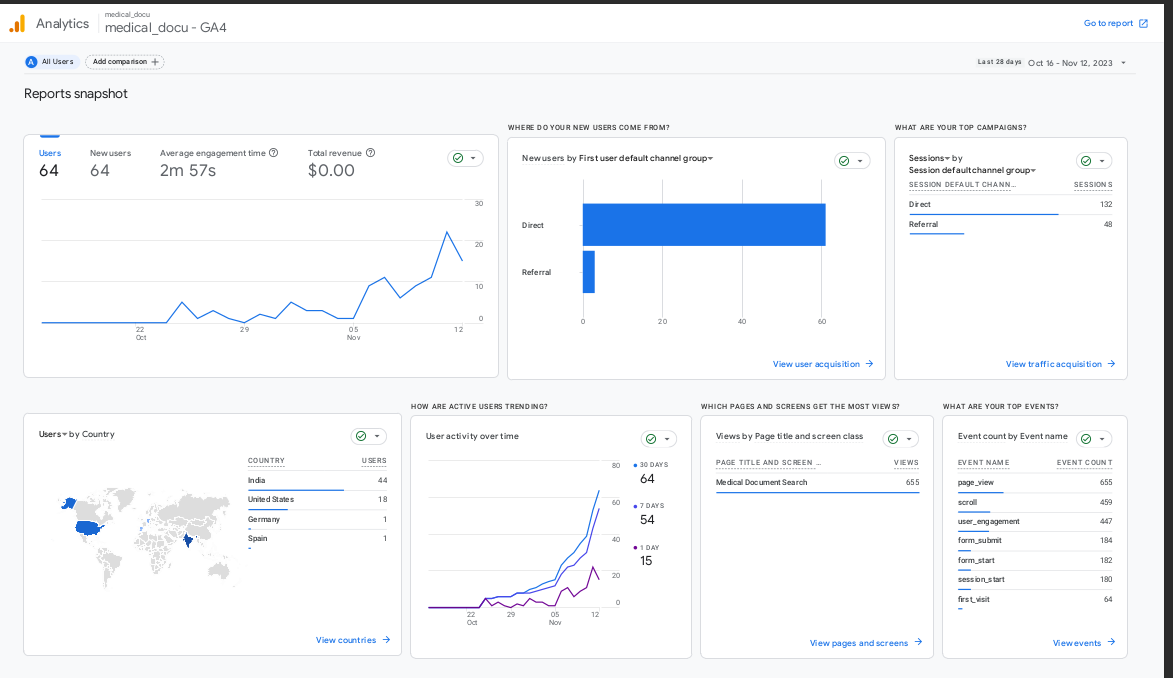 Analytics
medical_docu
medical_docu - GA4
Go to report
A All Users
Add comparison +
Last 28 days Oct 16 - Nov 12, 2023
Reports snapshot
Users
64
New users
64
Average engagement time
2m 57s
Total revenue
$0.00
30
20
10
0
22
Oct
29
05
Nov
12
WHERE DO YOUR NEW USERS COME FROM?
New users by First user default channel group
Direct
Referral
0 20 40 60
View user acquisition
WHAT ARE YOUR TOP CAMPAIGNS?
Sessions by
Session default channel group
SESSION DEFAULT CHANN... SESSIONS
Direct 132
Referral 48
View traffic acquisition
Users by Country
COUNTRY USERS
India 44
United States 18
Germany 1
Spain 1
View countries
HOW ARE ACTIVE USERS TRENDING?
User activity over time
80
60
40
20
0
22
Oct
29
05
Nov
12
30 DAYS
64
7 DAYS
54
1 DAY
15
WHICH PAGES AND SCREENS GET THE MOST VIEWS?
Views by Page title and screen class
PAGE TITLE AND SCREEN ... VIEWS
Medical Document Search 655
View pages and screens
WHAT ARE YOUR TOP EVENTS?
Event count by Event name
EVENT NAME EVENT COUNT
page_view 655
scroll 459
user_engagement 447
form_submit 184
form_start 182
session_start 180
first_visit 64
View events